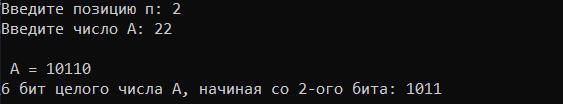 Введите позицию п: 2
Введите число A: 22
A = 10110
6 бит целого числа A, начиная со 2-ого бита: 1011